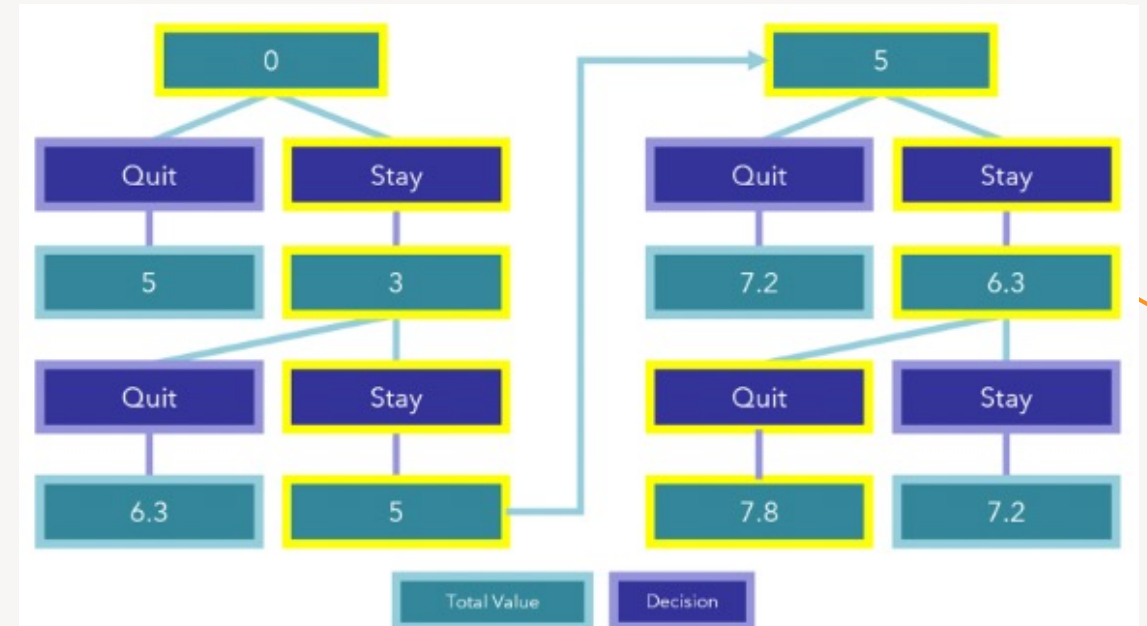 0
5
Quit
Stay
Quit
Stay
5
3
7.2
6.3
Quit
Stay
Quit
Stay
6.3
5
7.8
7.2
Total Value
Decision